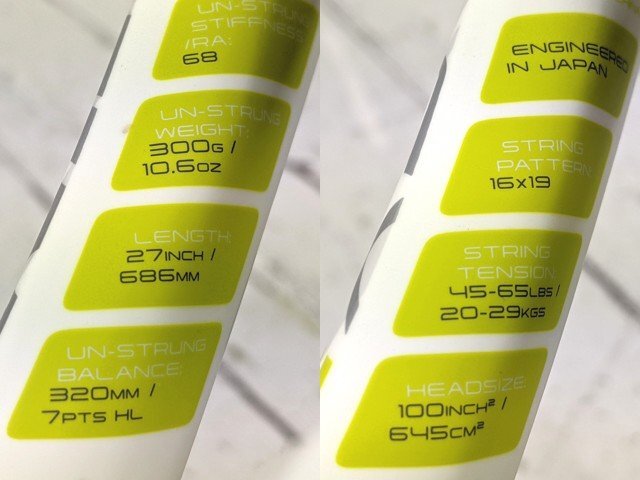 UN-STRUNG
STIFFNESS
/RA:
68
UN-STRUNG
WEIGHT:
300G /
10.6OZ
LENGTH:
27INCH /
686MM
UN-STRUNG
BALANCE:
320MM /
7PTS HL
ENGINEERED
IN JAPAN
STRING
PATTERN:
16x19
STRING
TENSION:
45-65LBS /
20-29KGS
HEADSIZE:
100INCH² /
645CM²